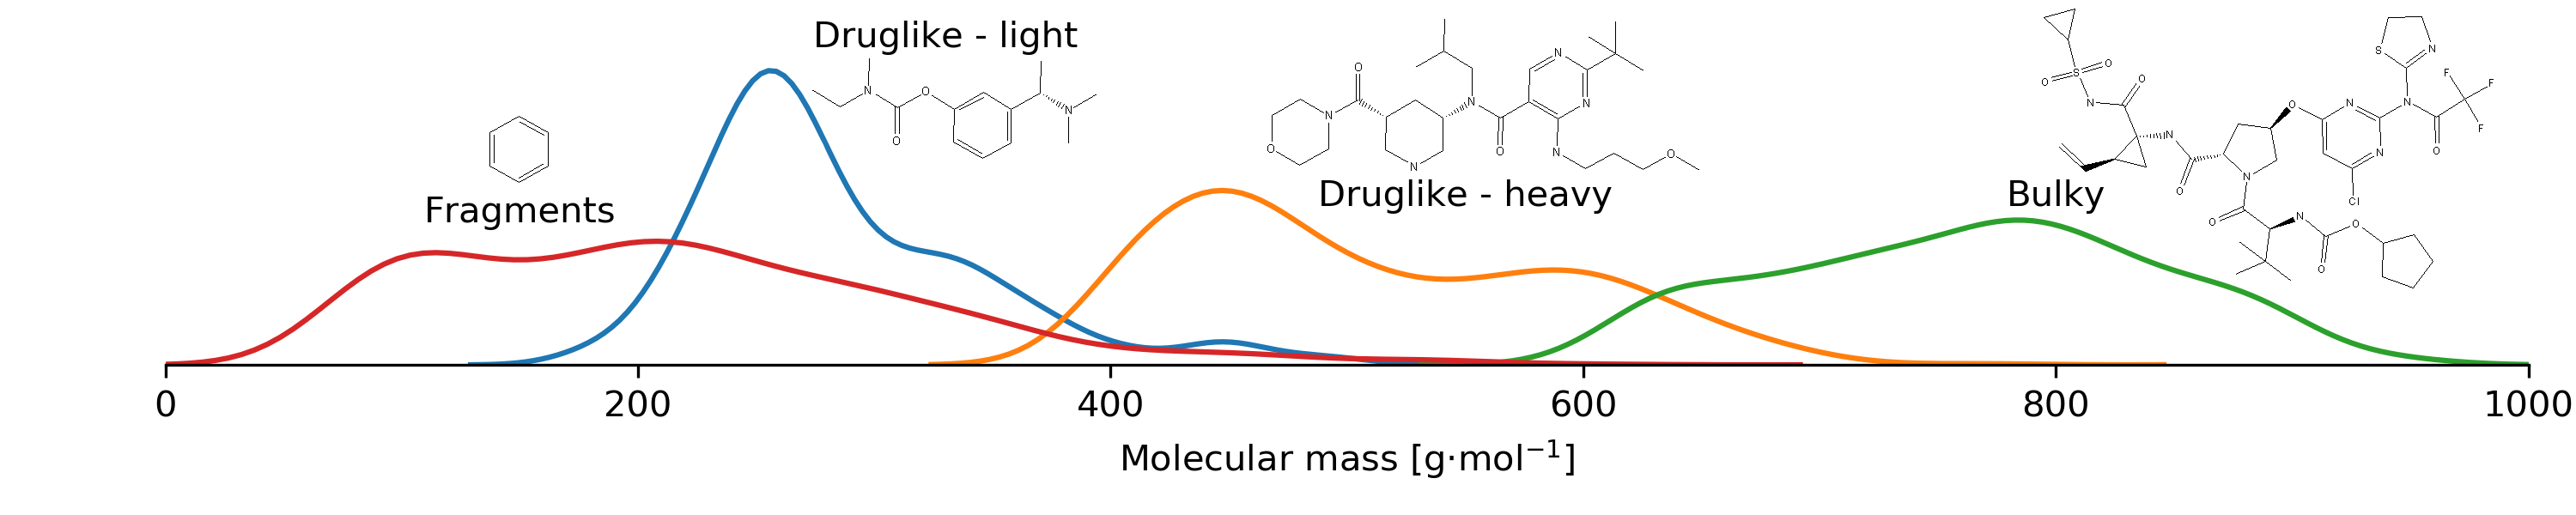 Druglike - light
Fragments
Druglike - heavy
Bulky
N
O
O
N
O
N
O
N
O
N
O
N
N
N
O
S
O
O
N
O
N
O
N
O
N
O
O
O
N
N
Cl
N
O
F
F
F
S
N
0
200
400
600
800
1000
Molecular mass [g·mol⁻¹]